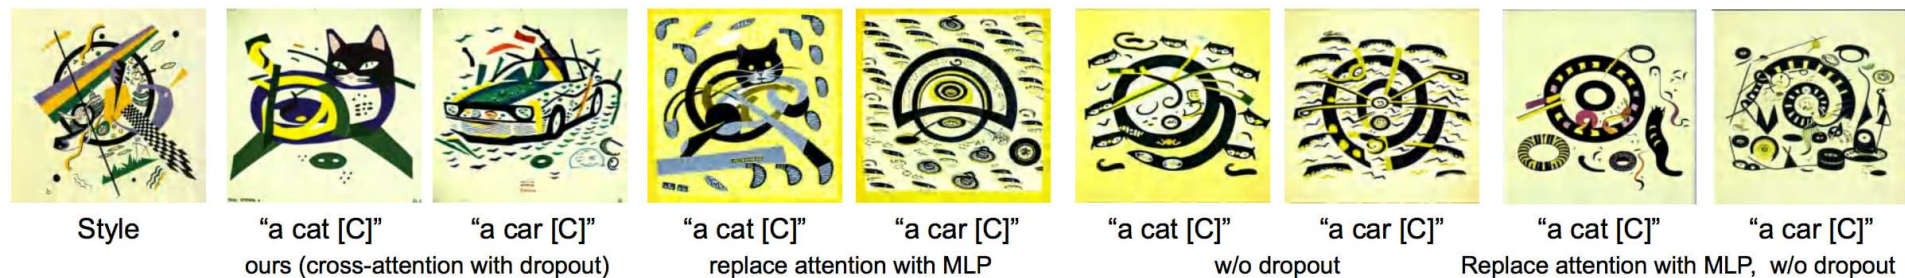 Style “a cat [C]” “a car [C]” “a cat [C]” “a car [C]” “a cat [C]” “a car [C]” “a cat [C]” “a car [C]”
ours (cross-attention with dropout) replace attention with MLP w/o dropout Replace attention with MLP, w/o dropout